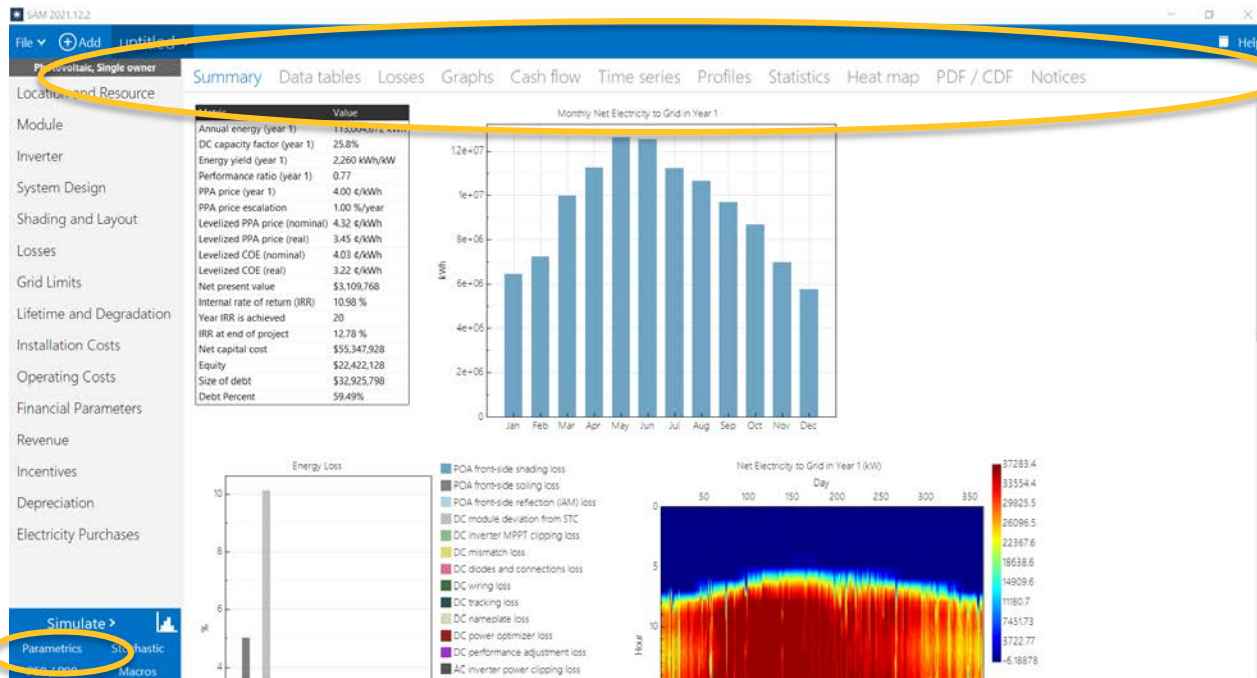 SAM 2021.12.2
File Add untitled Help
Photovoltaic, Single owner
Location and Resource
Module
Inverter
System Design
Shading and Layout
Losses
Grid Limits
Lifetime and Degradation
Installation Costs
Operating Costs
Financial Parameters
Revenue
Incentives
Depreciation
Electricity Purchases
Simulate >
Parametrics Stochastic
P50 / P90 Macros
Summary Data tables Losses Graphs Cash flow Time series Profiles Statistics Heat map PDF / CDF Notices
Metric Value
Annual energy (year 1) 113,004,672 kWh
DC capacity factor (year 1) 25.8%
Energy yield (year 1) 2,260 kWh/kW
Performance ratio (year 1) 0.77
PPA price (year 1) 4.00 ¢/kWh
PPA price escalation 1.00 %/year
Levelized PPA price (nominal) 4.32 ¢/kWh
Levelized PPA price (real) 3.45 ¢/kWh
Levelized COE (nominal) 4.03 ¢/kWh
Levelized COE (real) 3.22 ¢/kWh
Net present value $3,109,768
Internal rate of return (IRR) 10.98 %
Year IRR is achieved 20
IRR at end of project 12.78 %
Net capital cost $55,347,928
Equity $22,422,128
Size of debt $32,925,798
Debt Percent 59.49%
Monthly Net Electricity to Grid in Year 1
kWh
1.2e+07
1e+07
8e+06
6e+06
4e+06
2e+06
0
Jan Feb Mar Apr May Jun Jul Aug Sep Oct Nov Dec
Energy Loss
%
10
8
6
4
POA front-side shading loss
POA front-side soiling loss
POA front-side reflection (IAM) loss
DC module deviation from STC
DC inverter MPPT clipping loss
DC mismatch loss
DC diodes and connections loss
DC wiring loss
DC tracking loss
DC nameplate loss
DC power optimizer loss
DC performance adjustment loss
AC inverter power clipping loss
Net Electricity to Grid in Year 1 (kW)
Day
50 100 150 200 250 300 350
Hour
0
5
10
37283.4
33554.4
29825.5
26096.5
22367.6
18638.6
14909.6
11180.7
7451.73
3722.77
-6.18878